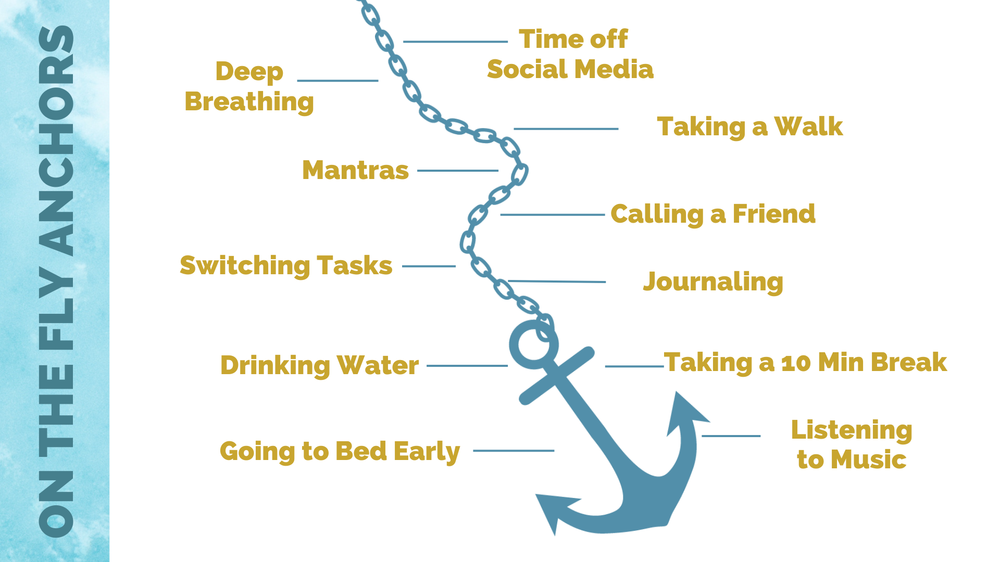 ON THE FLY ANCHORS
Time off
Social Media
Deep
Breathing
Taking a Walk
Mantras
Calling a Friend
Switching Tasks
Journaling
Drinking Water
Taking a 10 Min Break
Going to Bed Early
Listening
to Music